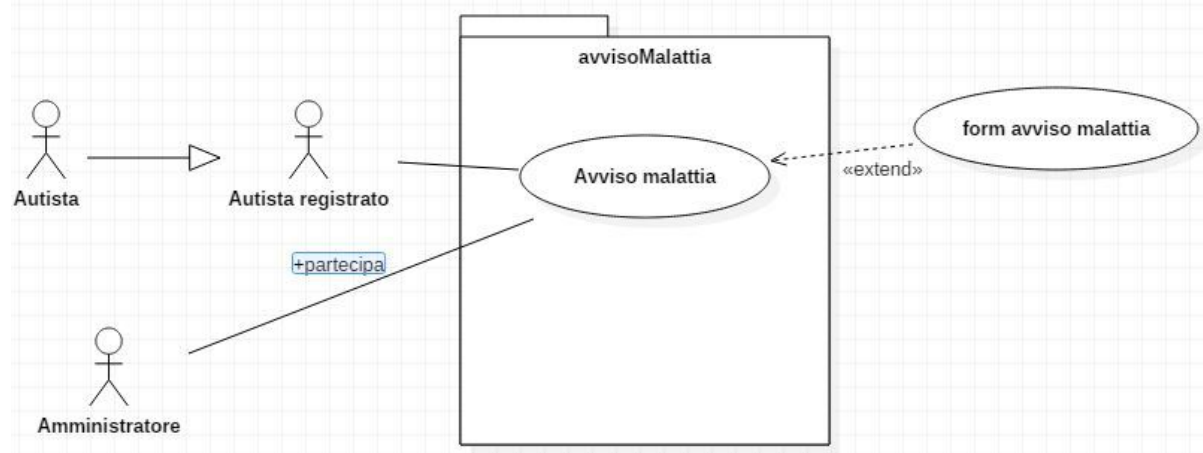 avvisoMalattia
form avviso malattia
Avviso malattia
«extend»
Autista
Autista registrato
+partecipa
Amministratore